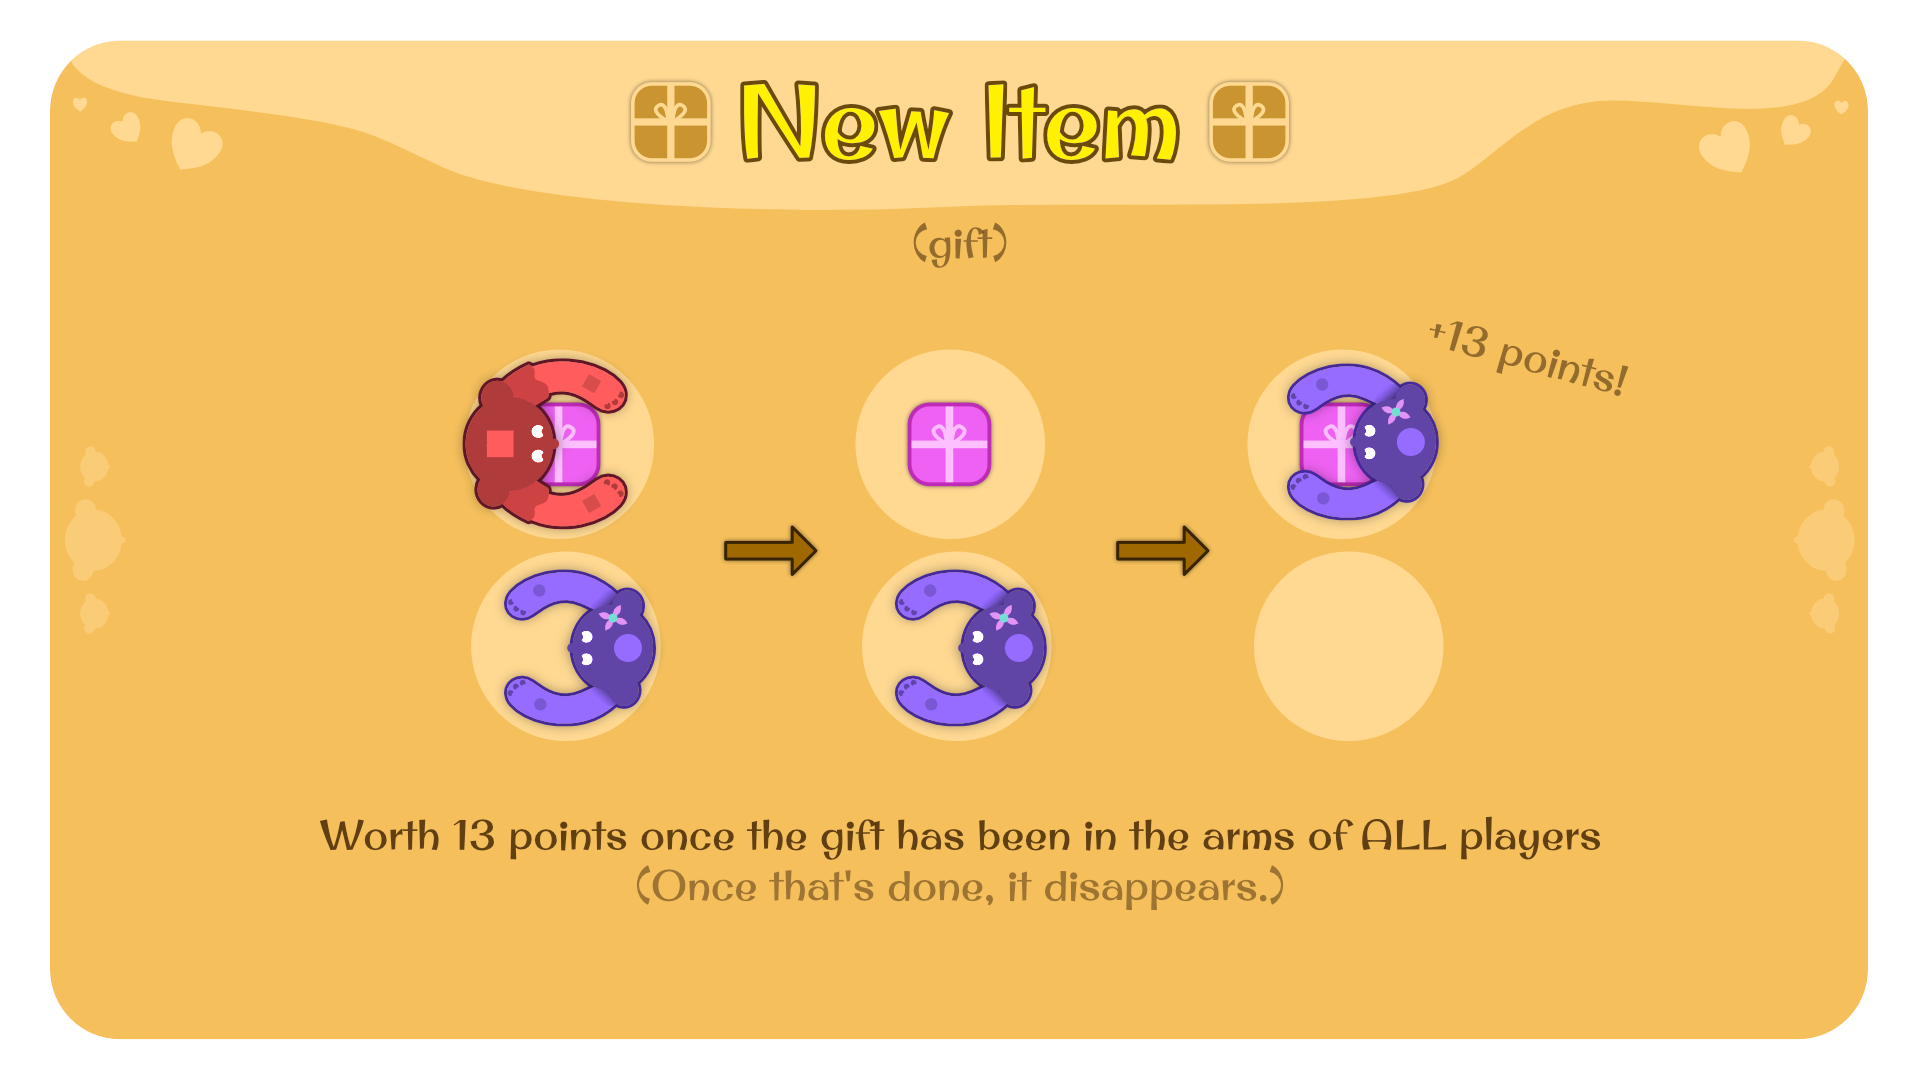 New Item
(gift)
+13 points!
Worth 13 points once the gift has been in the arms of ALL players
(Once that's done, it disappears.)